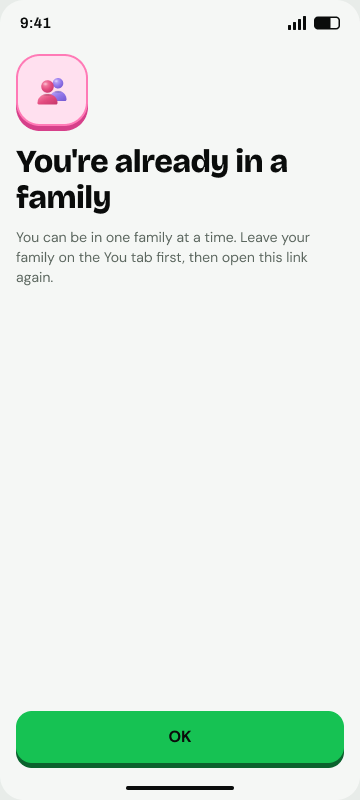 9:41
You're already in a
family
You can be in one family at a time. Leave your
family on the You tab first, then open this link
again.
OK